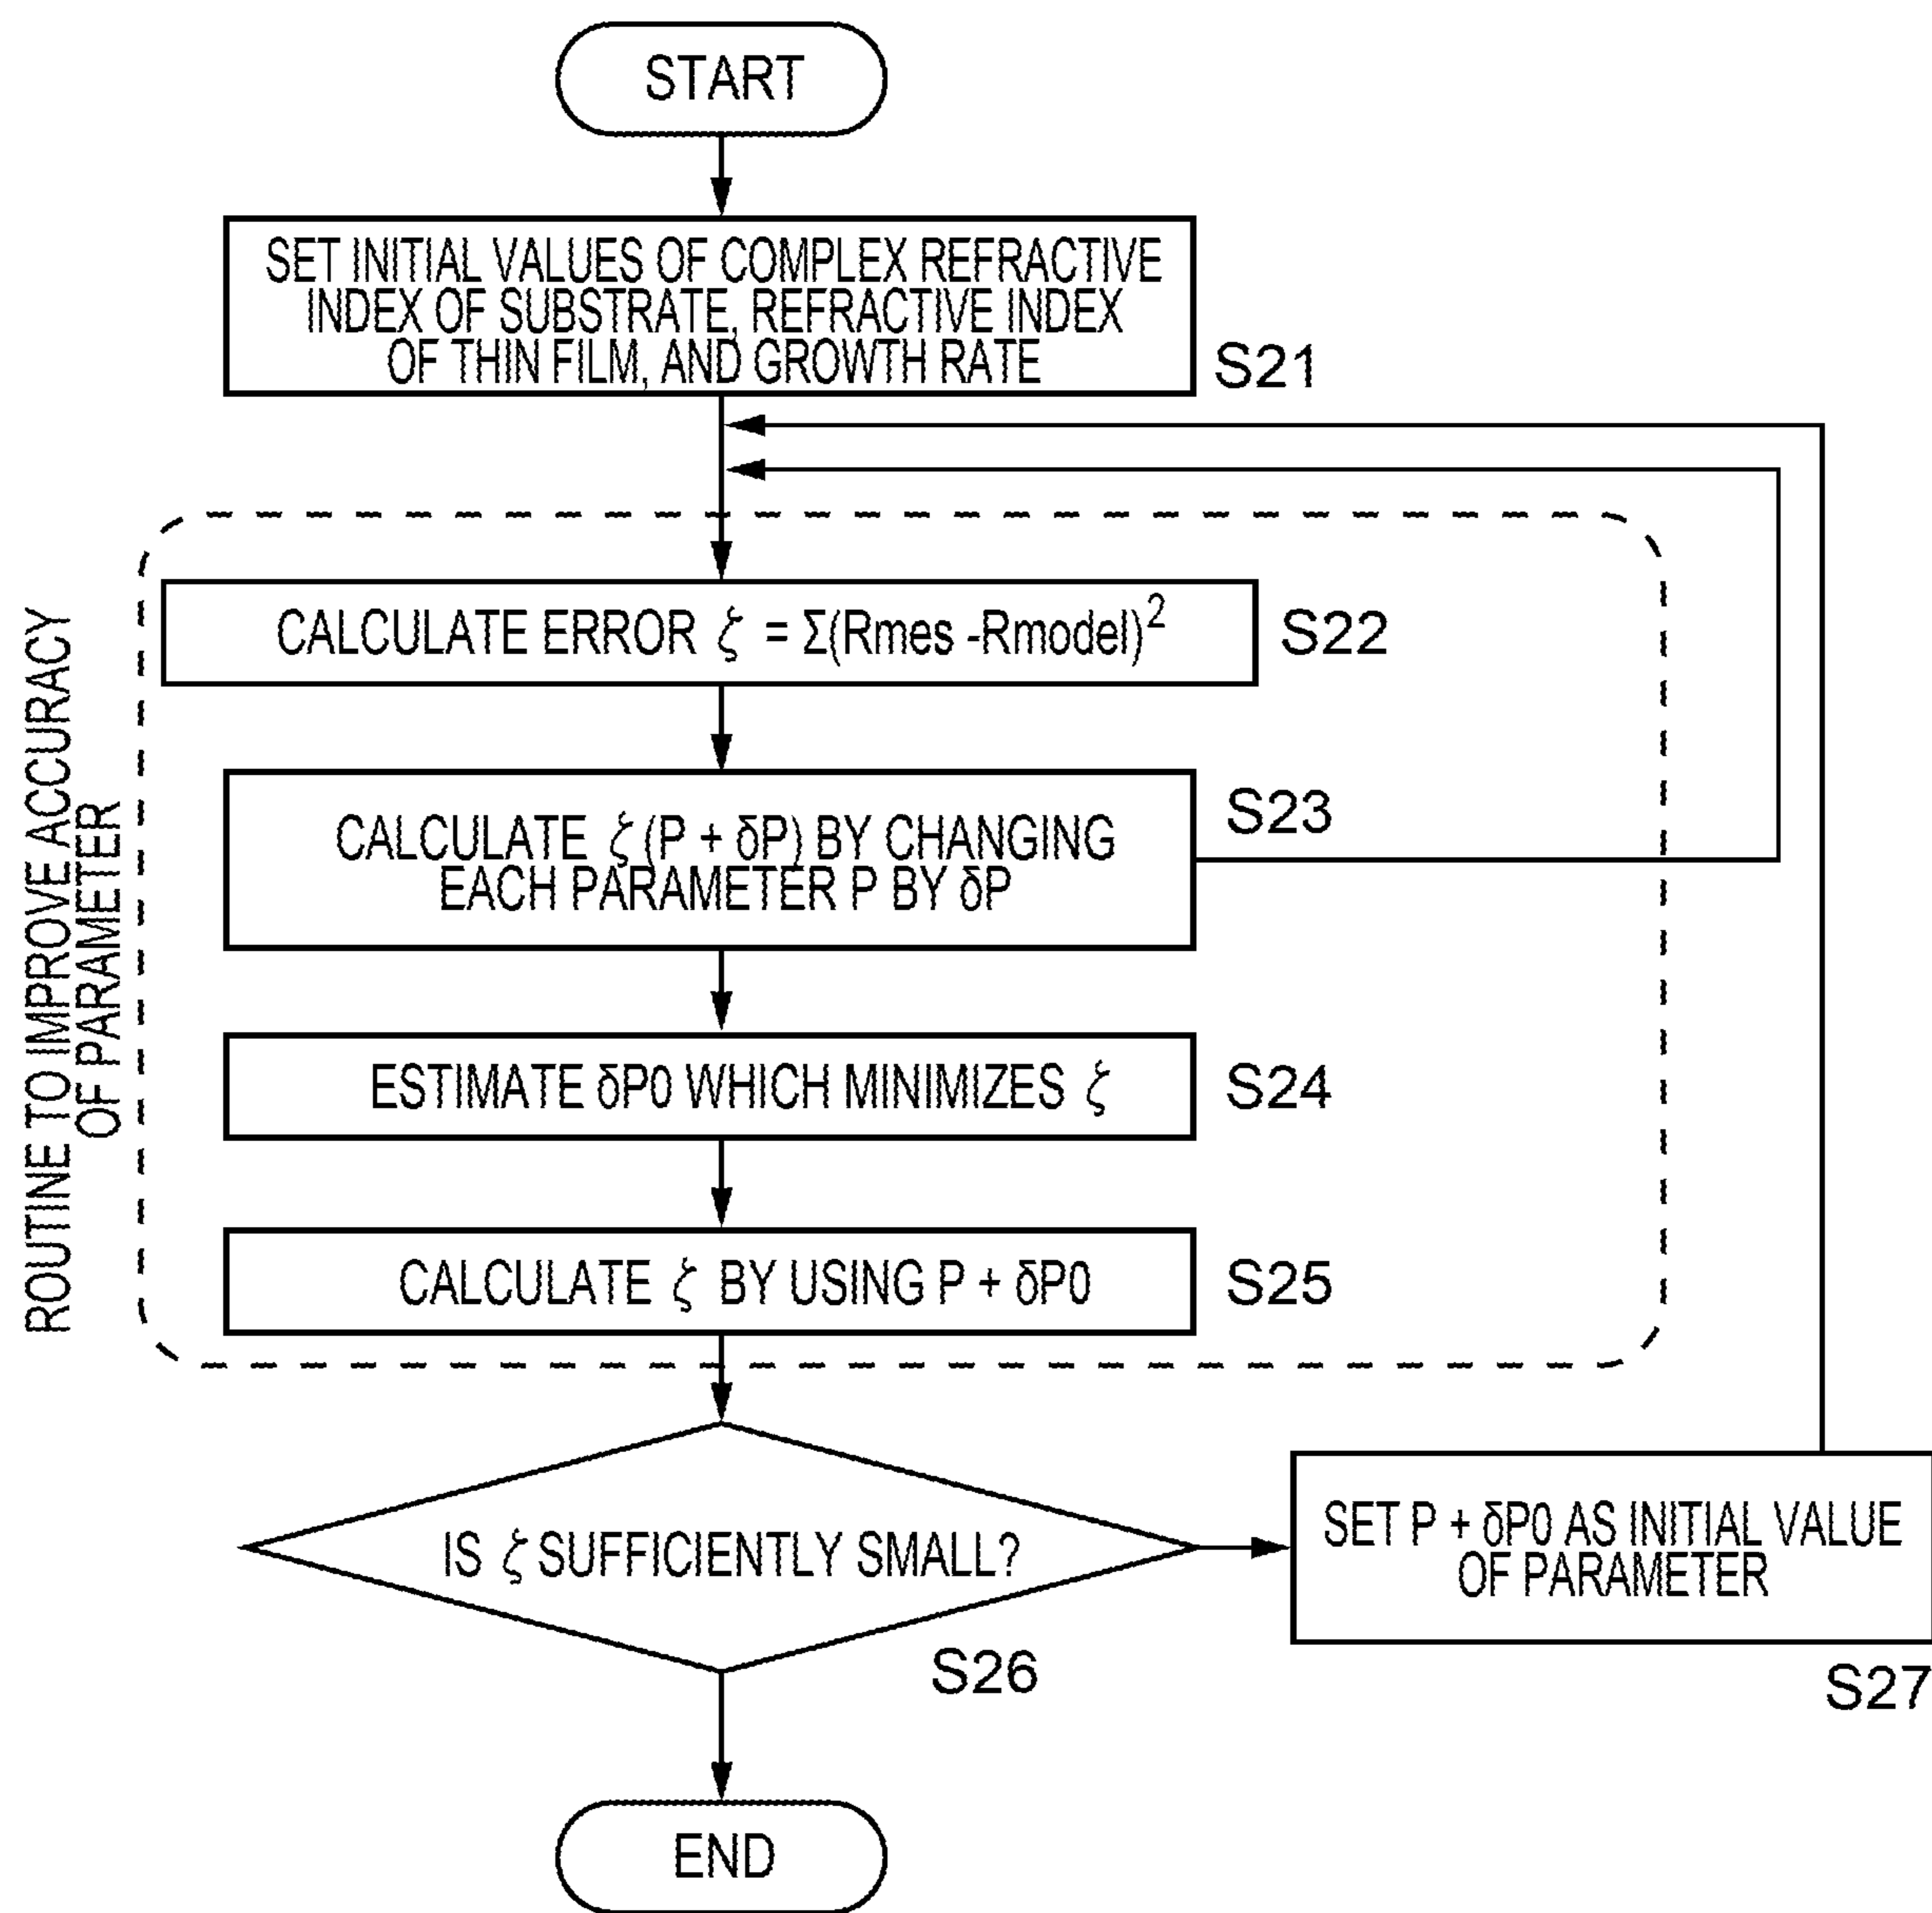 START
SET INITIAL VALUES OF COMPLEX REFRACTIVE
INDEX OF SUBSTRATE, REFRACTIVE INDEX
OF THIN FILM, AND GROWTH RATE
S21
ROUTINE TO IMPROVE ACCURACY
OF PARAMETER
CALCULATE ERROR ζ = Σ(Rmes -Rmodel)²
S22
CALCULATE ζ(P + δP) BY CHANGING
EACH PARAMETER P BY δP
S23
ESTIMATE δP0 WHICH MINIMIZES ζ
S24
CALCULATE ζ BY USING P + δP0
S25
IS ζ SUFFICIENTLY SMALL?
S26
SET P + δP0 AS INITIAL VALUE
OF PARAMETER
S27
END